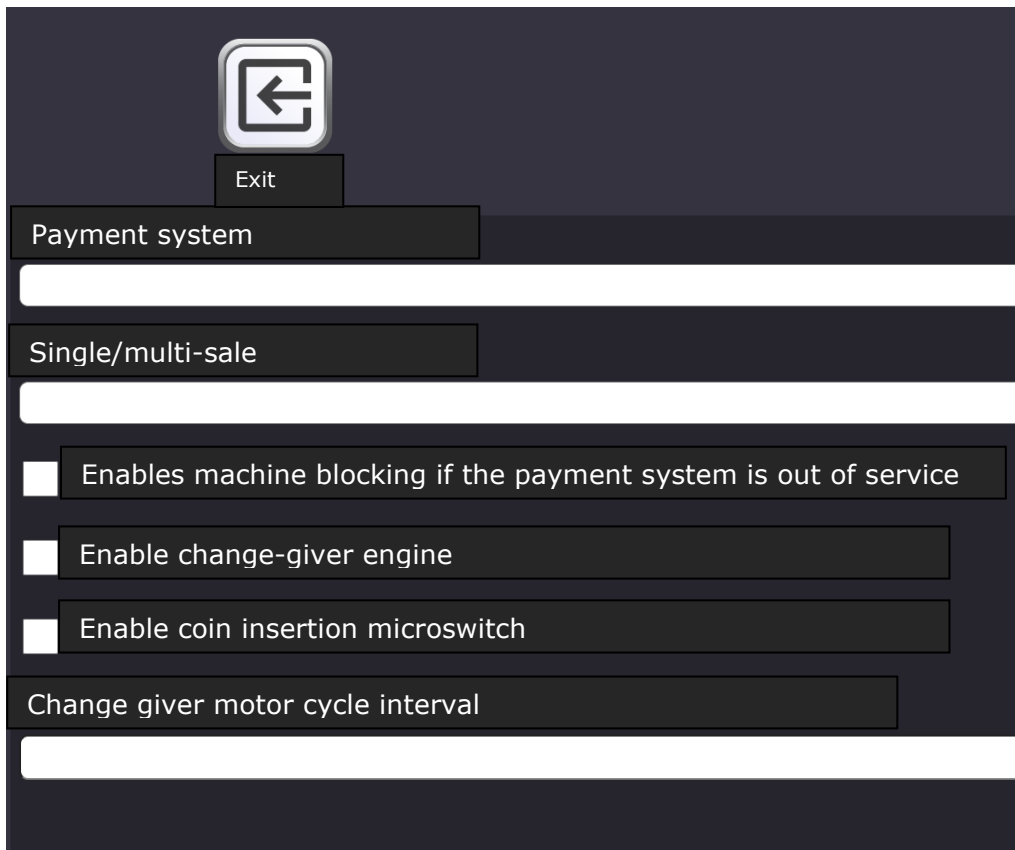 Exit
Payment system
Single/multi-sale
Enables machine blocking if the payment system is out of service
Enable change-giver engine
Enable coin insertion microswitch
Change giver motor cycle interval